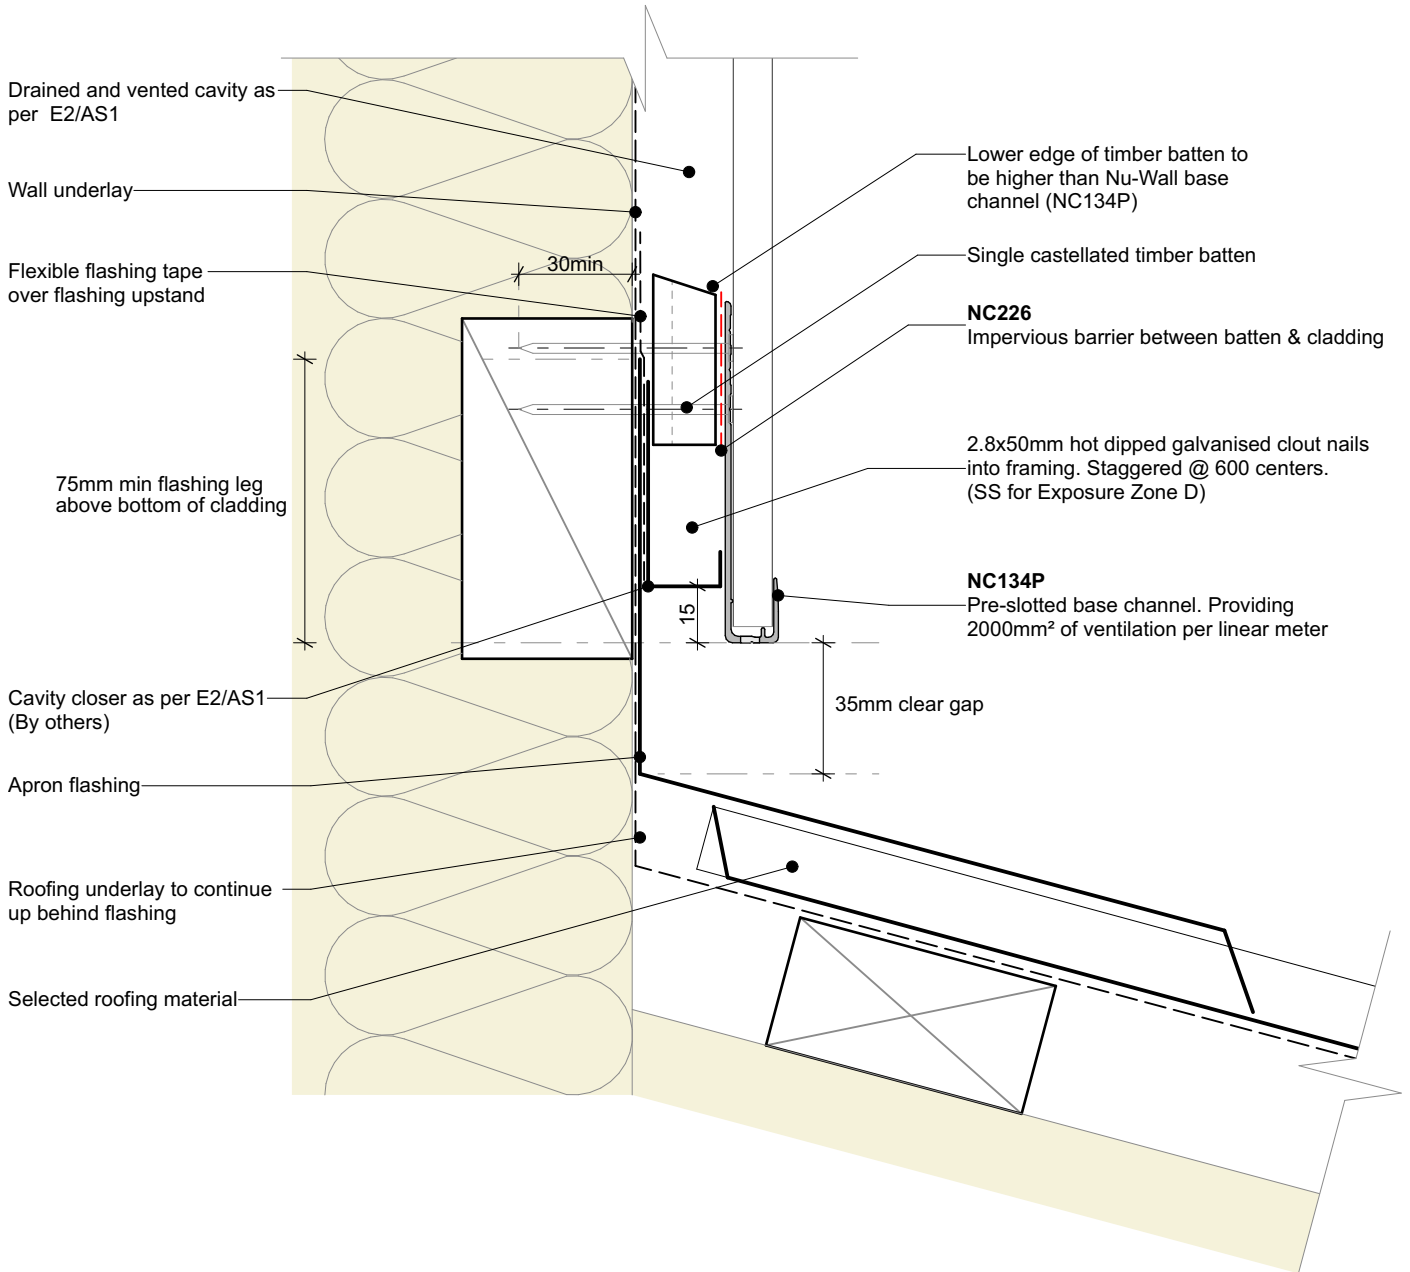 Drained and vented cavity as
per E2/AS1
Wall underlay
Flexible flashing tape
over flashing upstand
30min
75mm min flashing leg
above bottom of cladding
Cavity closer as per E2/AS1
(By others)
Apron flashing
Roofing underlay to continue
up behind flashing
Selected roofing material
Lower edge of timber batten to
be higher than Nu-Wall base
channel (NC134P)
Single castellated timber batten
NC226
Impervious barrier between batten & cladding
2.8x50mm hot dipped galvanised clout nails
into framing. Staggered @ 600 centers.
(SS for Exposure Zone D)
NC134P
Pre-slotted base channel. Providing
2000mm² of ventilation per linear meter
15
35mm clear gap